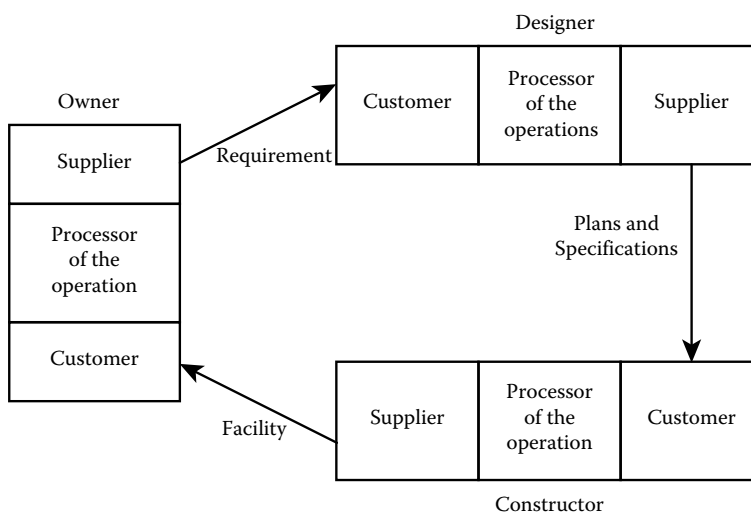 Designer
Customer
Processor
of the
operations
Supplier
Owner
Supplier
Processor
of the
operation
Customer
Requirement
Plans and
Specifications
Facility
Supplier
Processor
of the
operation
Customer
Constructor